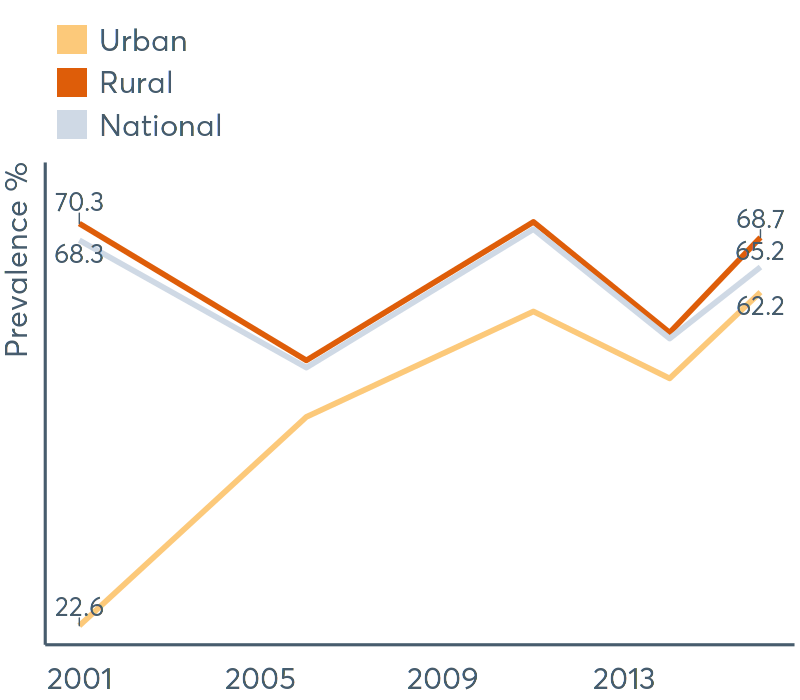 Urban
Rural
National
Prevalence %
70.3
68.3
22.6
68.7
65.2
62.2
2001
2005
2009
2013